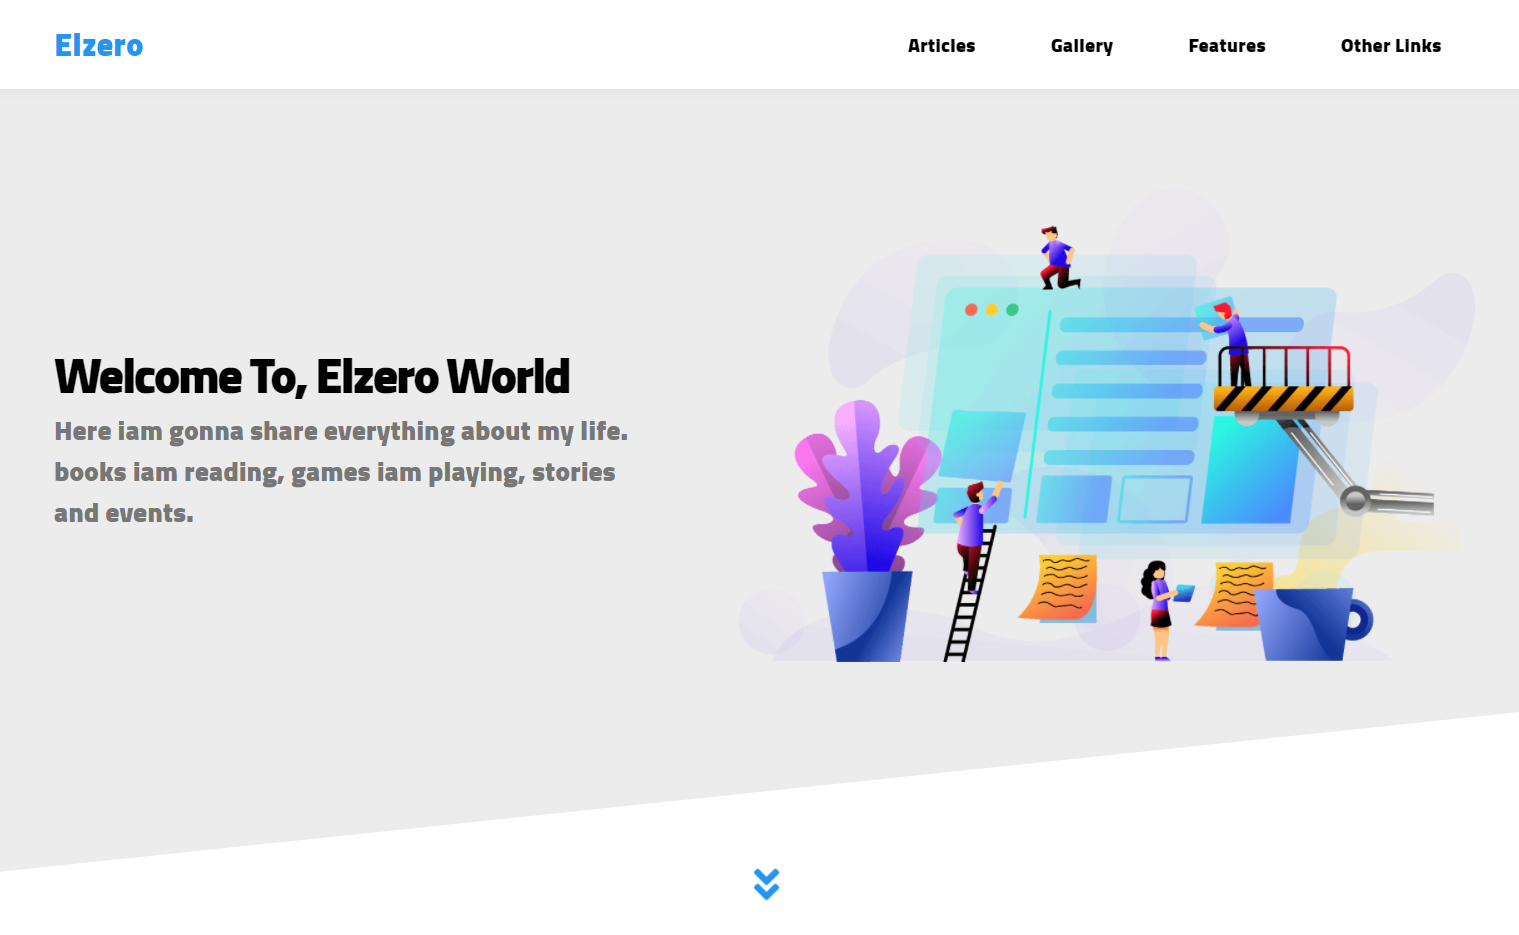 Elzero
Articles
Gallery
Features
Other Links
Welcome To, Elzero World
Here iam gonna share everything about my life.
books iam reading, games iam playing, stories
and events.